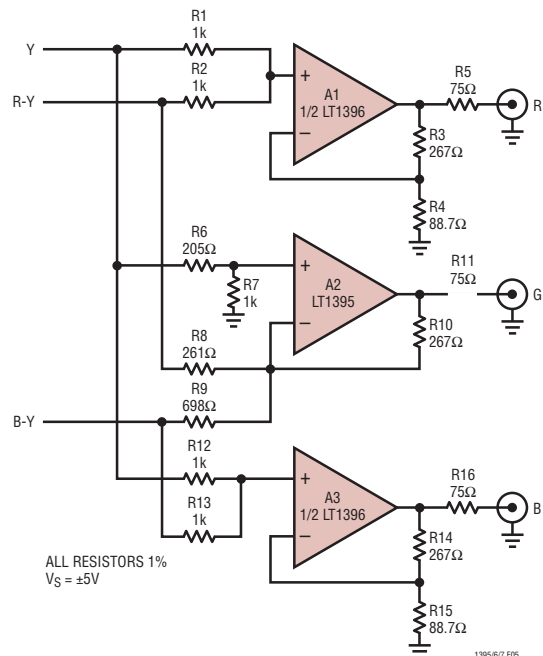 R1
1k
Y
R2
1k
R-Y
+
A1
1/2 LT1396
–
R5
75Ω
R
R3
267Ω
R4
88.7Ω
R6
205Ω
R7
1k
+
A2
LT1395
–
R11
75Ω
G
R10
267Ω
R8
261Ω
R9
698Ω
B-Y
R12
1k
R13
1k
+
A3
1/2 LT1396
–
R16
75Ω
B
R14
267Ω
R15
88.7Ω
ALL RESISTORS 1%
VS = ±5V
1395/6/7 F05